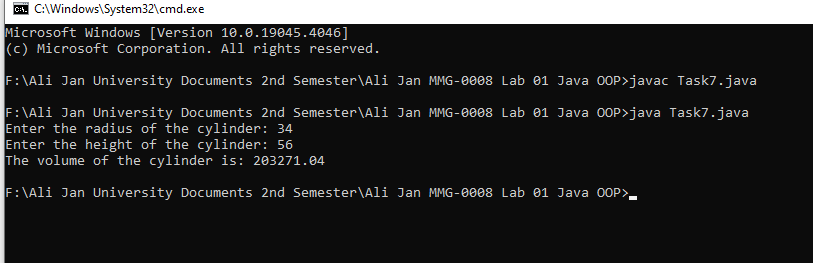 C:\Windows\System32\cmd.exe
Microsoft Windows [Version 10.0.19045.4046]
(c) Microsoft Corporation. All rights reserved.
F:\Ali Jan University Documents 2nd Semester\Ali Jan MMG-0008 Lab 01 Java OOP>javac Task7.java
F:\Ali Jan University Documents 2nd Semester\Ali Jan MMG-0008 Lab 01 Java OOP>java Task7.java
Enter the radius of the cylinder: 34
Enter the height of the cylinder: 56
The volume of the cylinder is: 203271.04
F:\Ali Jan University Documents 2nd Semester\Ali Jan MMG-0008 Lab 01 Java OOP>